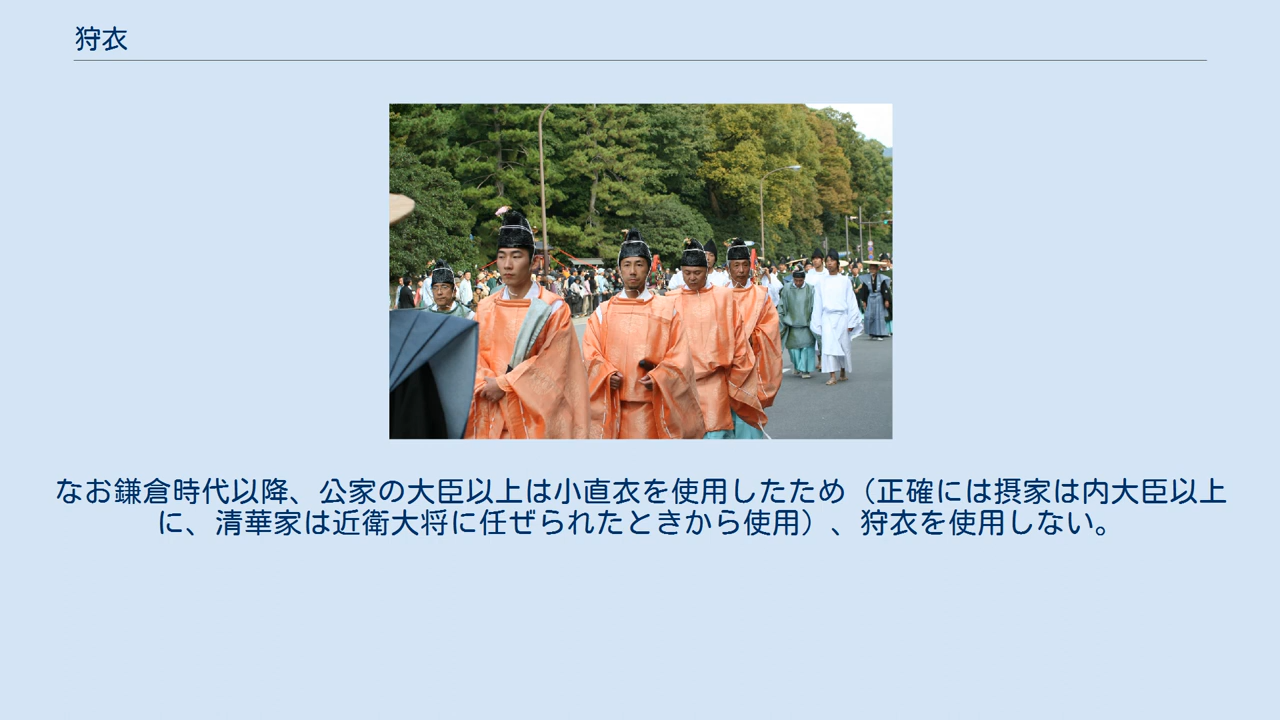 狩衣
なお鎌倉時代以降、公家の大臣以上は小直衣を使用したため（正確には摂家は内大臣以上
に、清華家は近衛大将に任ぜられたときから使用）、狩衣を使用しない。